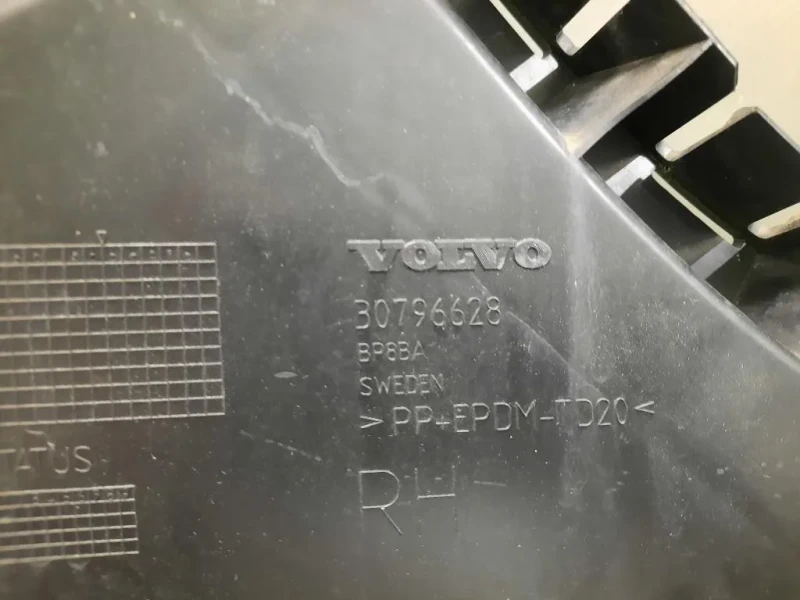 VOLVO
30796628
BP8BA
SWEDEN
>PP+EPDM-TD20<
TATUS
RH-